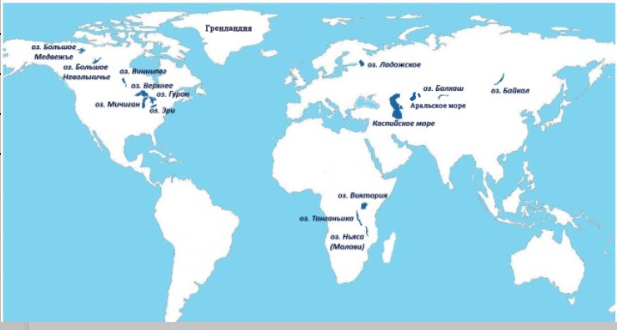 Гренландия
оз. Большое
Медвежье
оз. Большое
Невольничье
оз. Виннипег
оз. Верхнее
оз. Гурон
оз. Мичиган
оз. Эри
оз. Ладожское
оз. Балхаш
оз. Байкал
Аральское море
Каспийское море
оз. Виктория
оз. Танганьика
оз. Ньяса
(Малави)